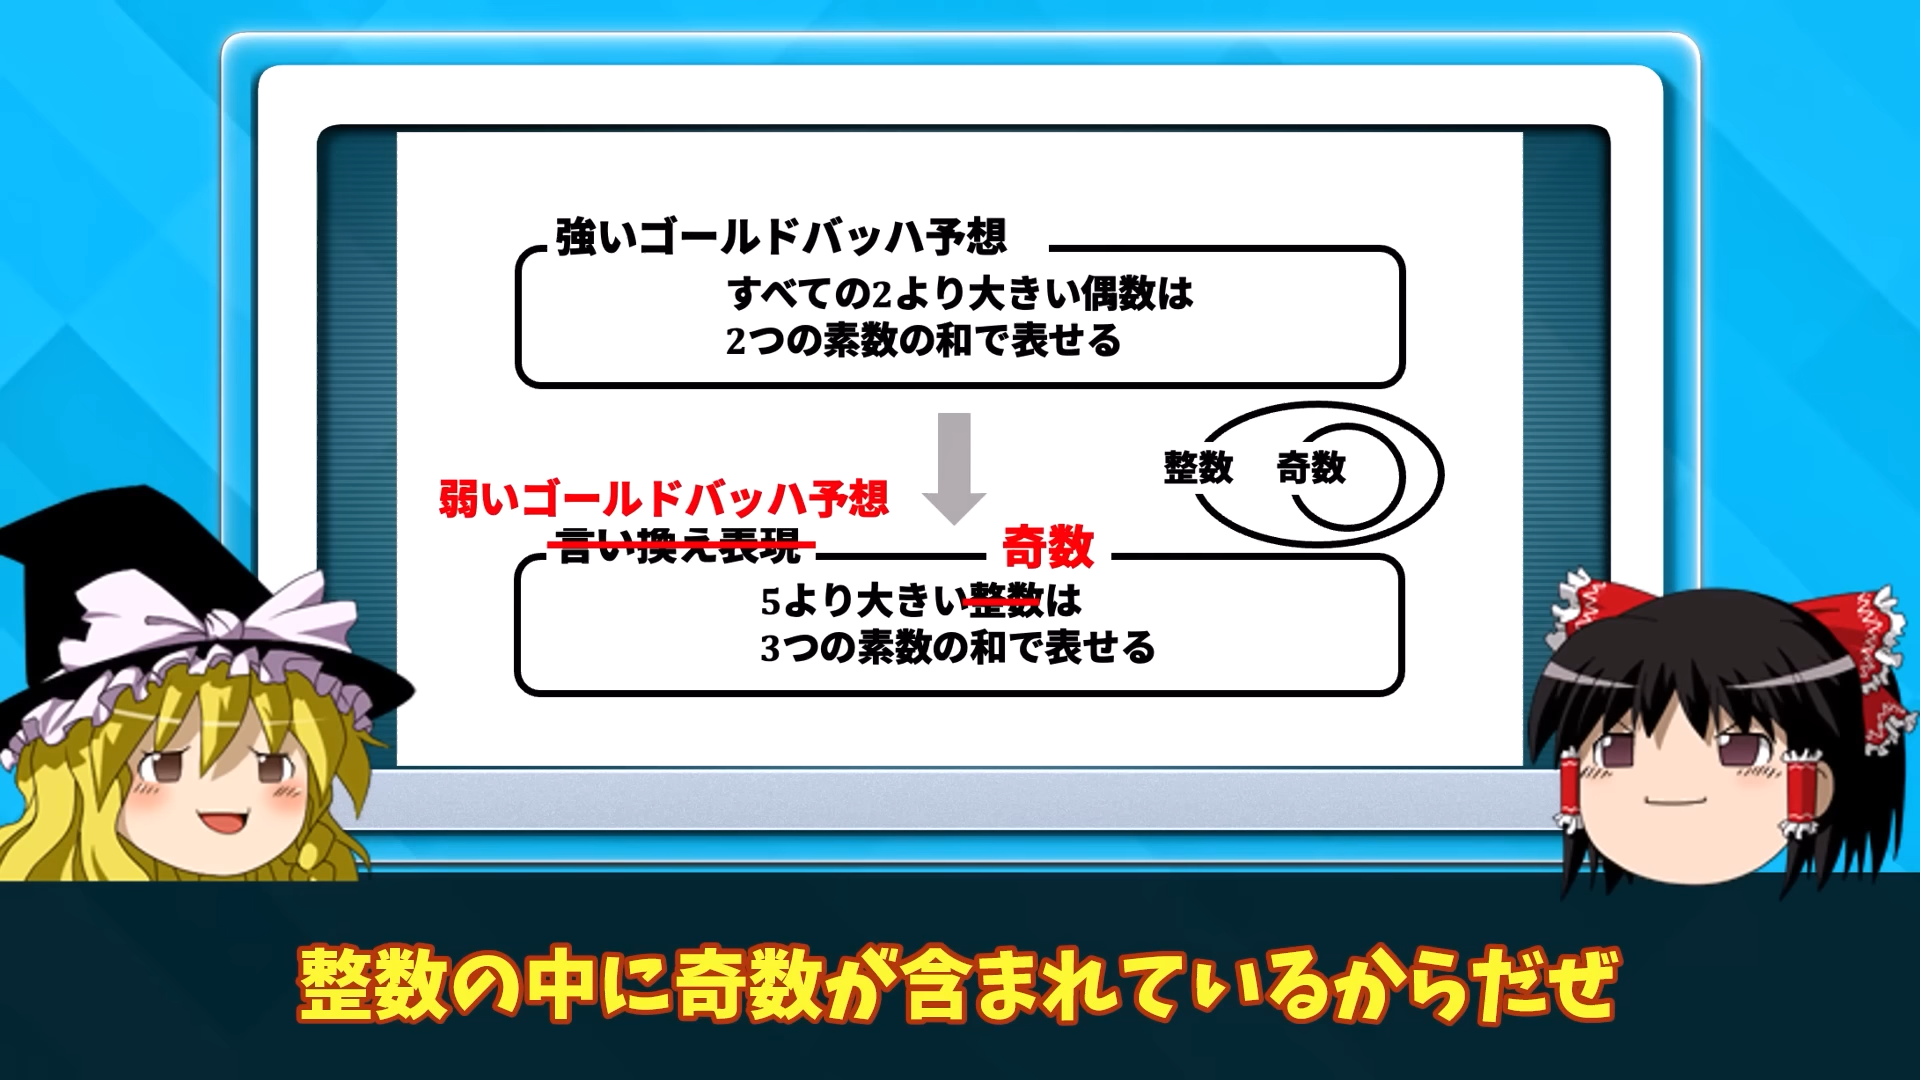 強いゴールドバッハ予想
すべての2より大きい偶数は
2つの素数の和で表せる
整数 奇数
弱いゴールドバッハ予想
言い換え表現
奇数
5より大きい整数は
3つの素数の和で表せる
整数の中に奇数が含まれているからだぜ